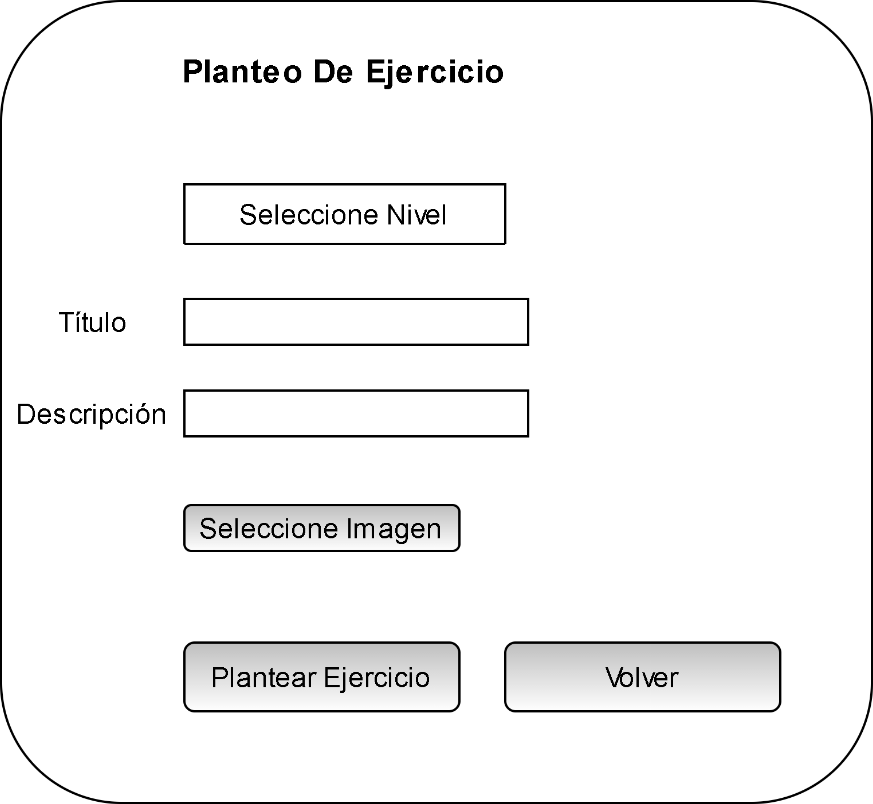 Planteo De Ejercicio
Seleccione Nivel
Título
Descripción
Seleccione Imagen
Plantear Ejercicio
Volver